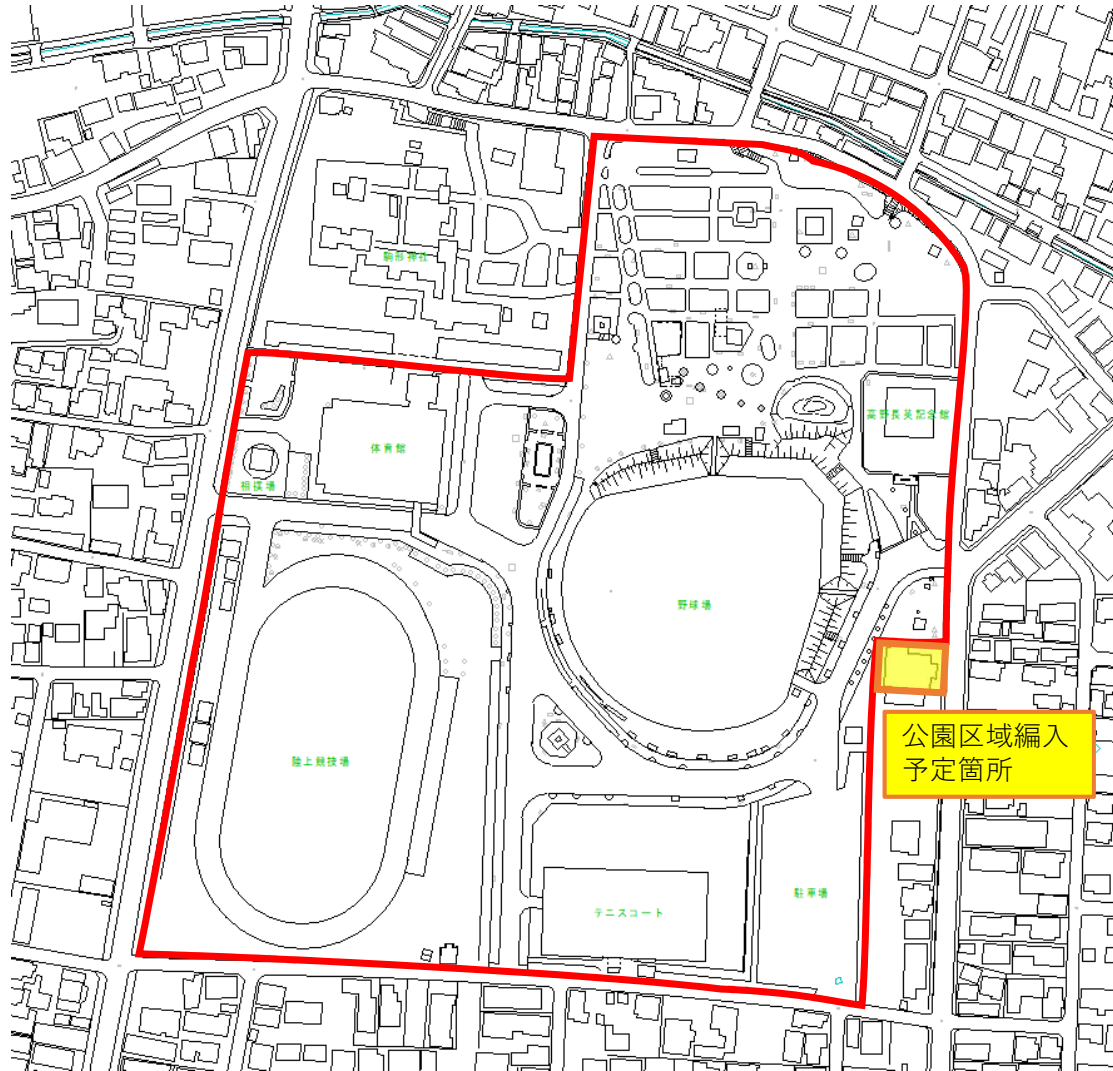 駒形神社
高野長英記念館
体育館
相撲場
野球場
公園区域編入
予定箇所
陸上競技場
駐車場
テニスコート